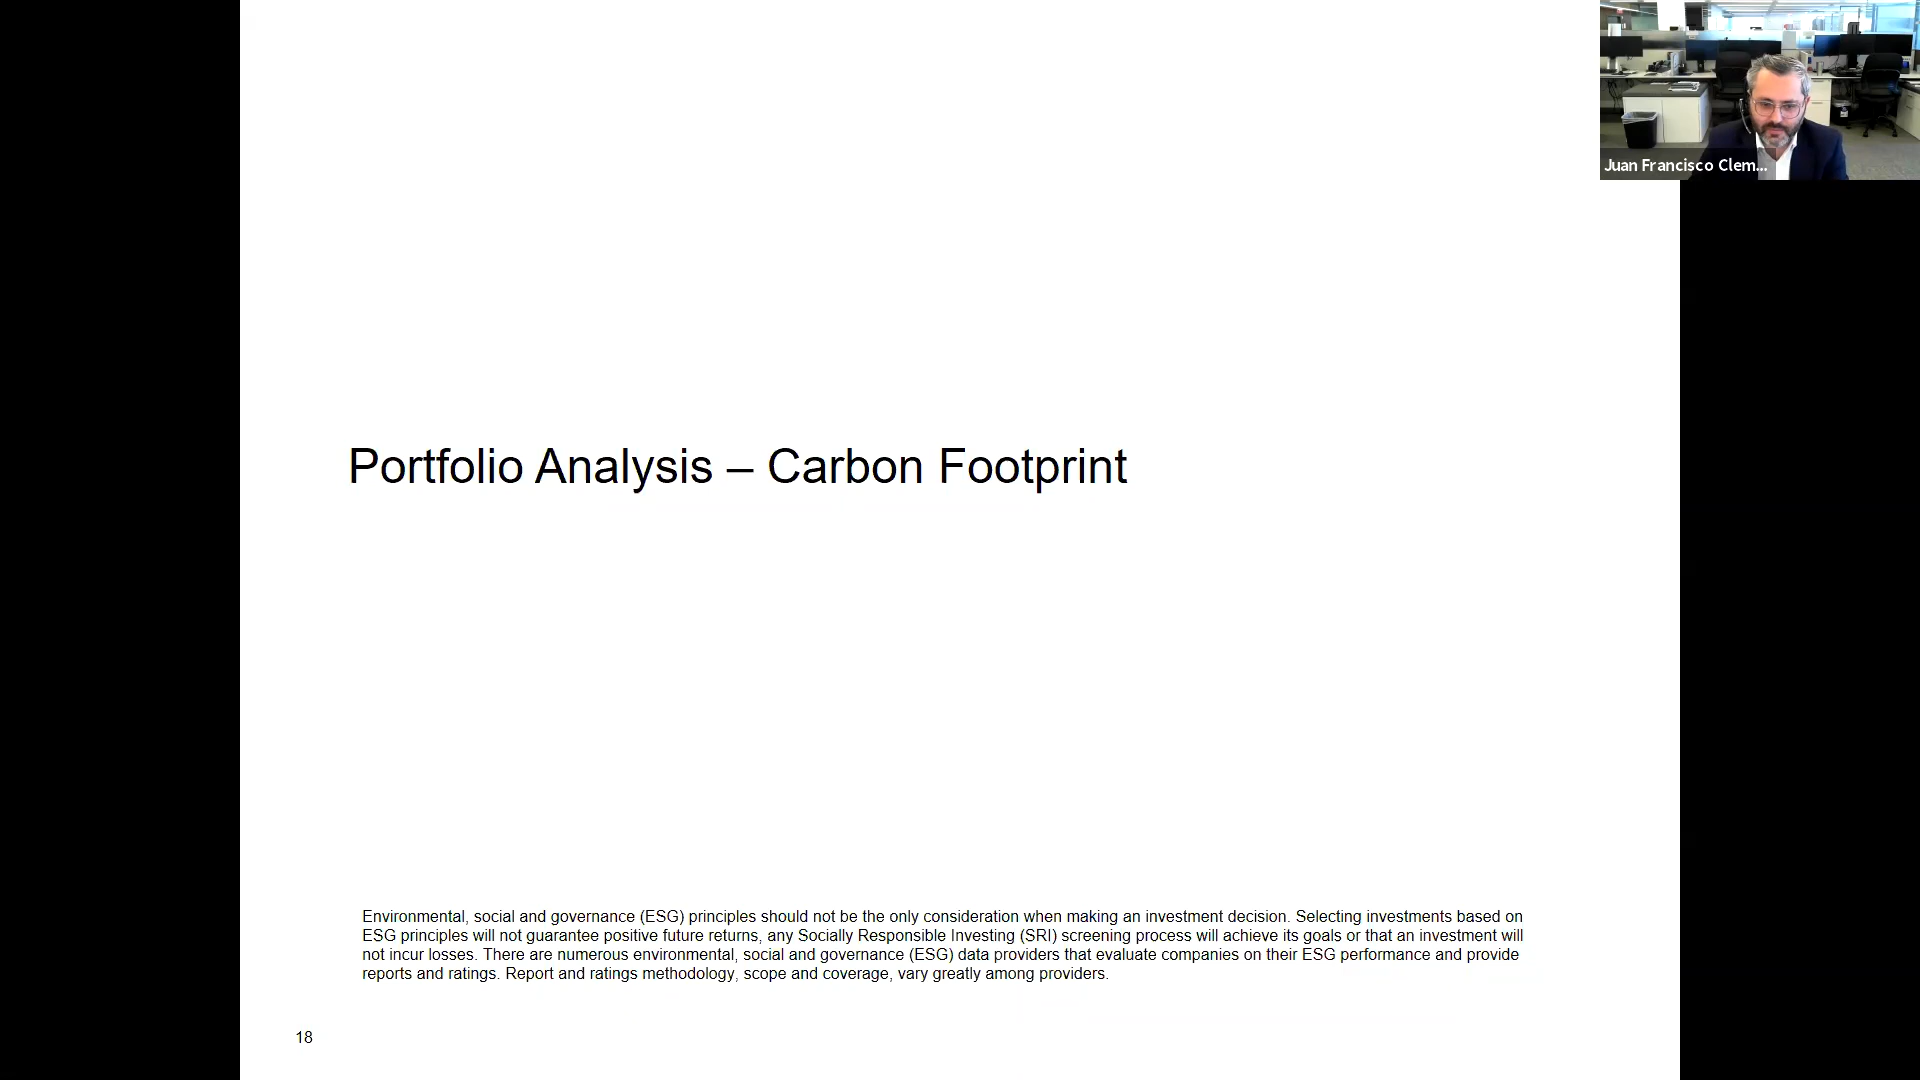 Juan Francisco Clem...
Portfolio Analysis – Carbon Footprint
Environmental, social and governance (ESG) principles should not be the only consideration when making an investment decision. Selecting investments based on
ESG principles will not guarantee positive future returns, any Socially Responsible Investing (SRI) screening process will achieve its goals or that an investment will
not incur losses. There are numerous environmental, social and governance (ESG) data providers that evaluate companies on their ESG performance and provide
reports and ratings. Report and ratings methodology, scope and coverage, vary greatly among providers.
18